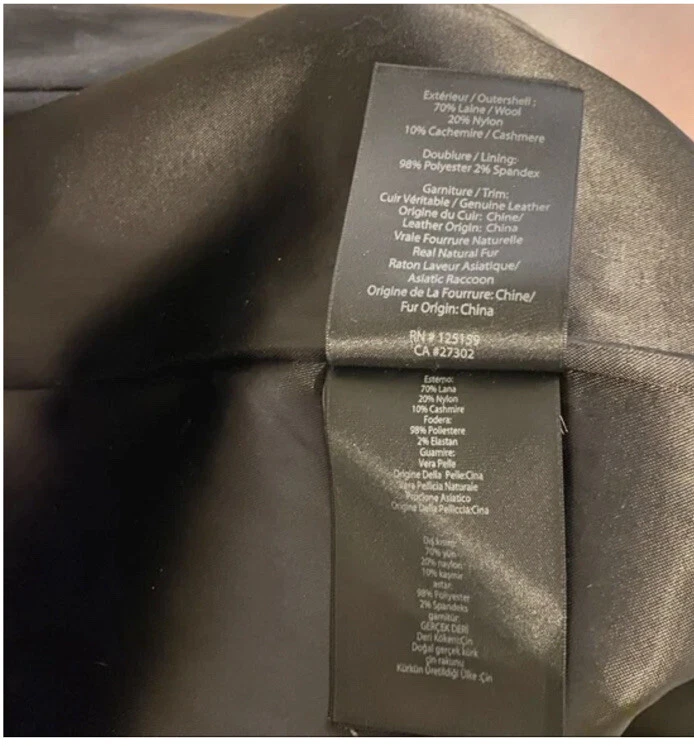 Extérieur / Outershell :
70% Laine / Wool
20% Nylon
10% Cachemire / Cashmere
Doublure / Lining:
98% Polyester 2% Spandex
Garniture / Trim:
Cuir Véritable / Genuine Leather
Origine du Cuir: Chine/
Leather Origin: China
Vraie Fourrure Naturelle
Real Natural Fur
Raton Laveur Asiatique/
Asiatic Raccoon
Origine de La Fourrure: Chine/
Fur Origin: China
RN # 125159
CA #27302
Esterno:
70% Lana
20% Nylon
10% Cashmire
Fodera:
98% Poliestere
2% Elastan
Guarnire:
Vera Pelle
Origine Della Pelle:Cina
Vera Pellicia Naturale
Procione Asiatico
Origine Della Pelliccia:Cina
Dış kısım:
70% yün
20% naylon
10% kaşmir
astar:
98% Polyester
2% Spandeks
garnitür:
GERÇEK DERİ
Deri Kökeni:Çin
Doğal gerçek kürk
çin rakunu
Kürkün Üretildiği Ülke :Çin